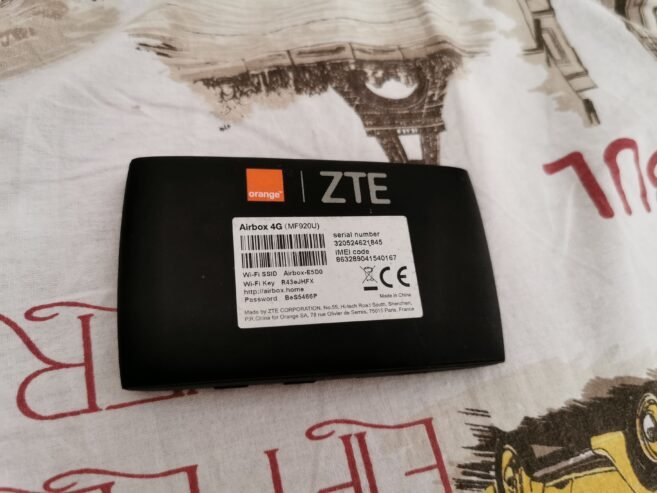 orange
ZTE
Airbox 4G (MF920U)
Wi-Fi SSID Airbox-E5D0
Wi-Fi Key R43eJHFX
http://airbox.home
Password BeS5466P
serial number
320524621845
IMEI code
863289041540167
CE
Made in China
Made by ZTE CORPORATION, No.55, Hi-tech Road South, Shenzhen,
P.R.China for Orange SA, 78 rue Olivier de Serres, 75015 Paris, France